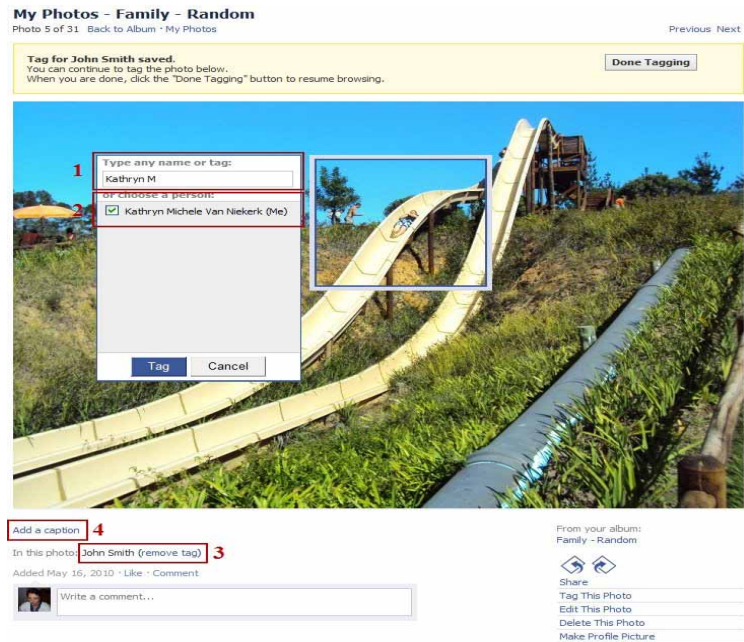 My Photos - Family - Random
Photo 5 of 31 Back to Album · My Photos
Previous Next
Tag for John Smith saved.
You can continue to tag the photo below.
When you are done, click the "Done Tagging" button to resume browsing.
Done Tagging
1
Type any name or tag:
Kathryn M
or choose a person:
2
Kathryn Michele Van Niekerk (Me)
Tag Cancel
Add a caption 4
In this photo: John Smith (remove tag) 3
Added May 16, 2010 · Like · Comment
Write a comment...
From your album:
Family - Random
Share
Tag This Photo
Edit This Photo
Delete This Photo
Make Profile Picture